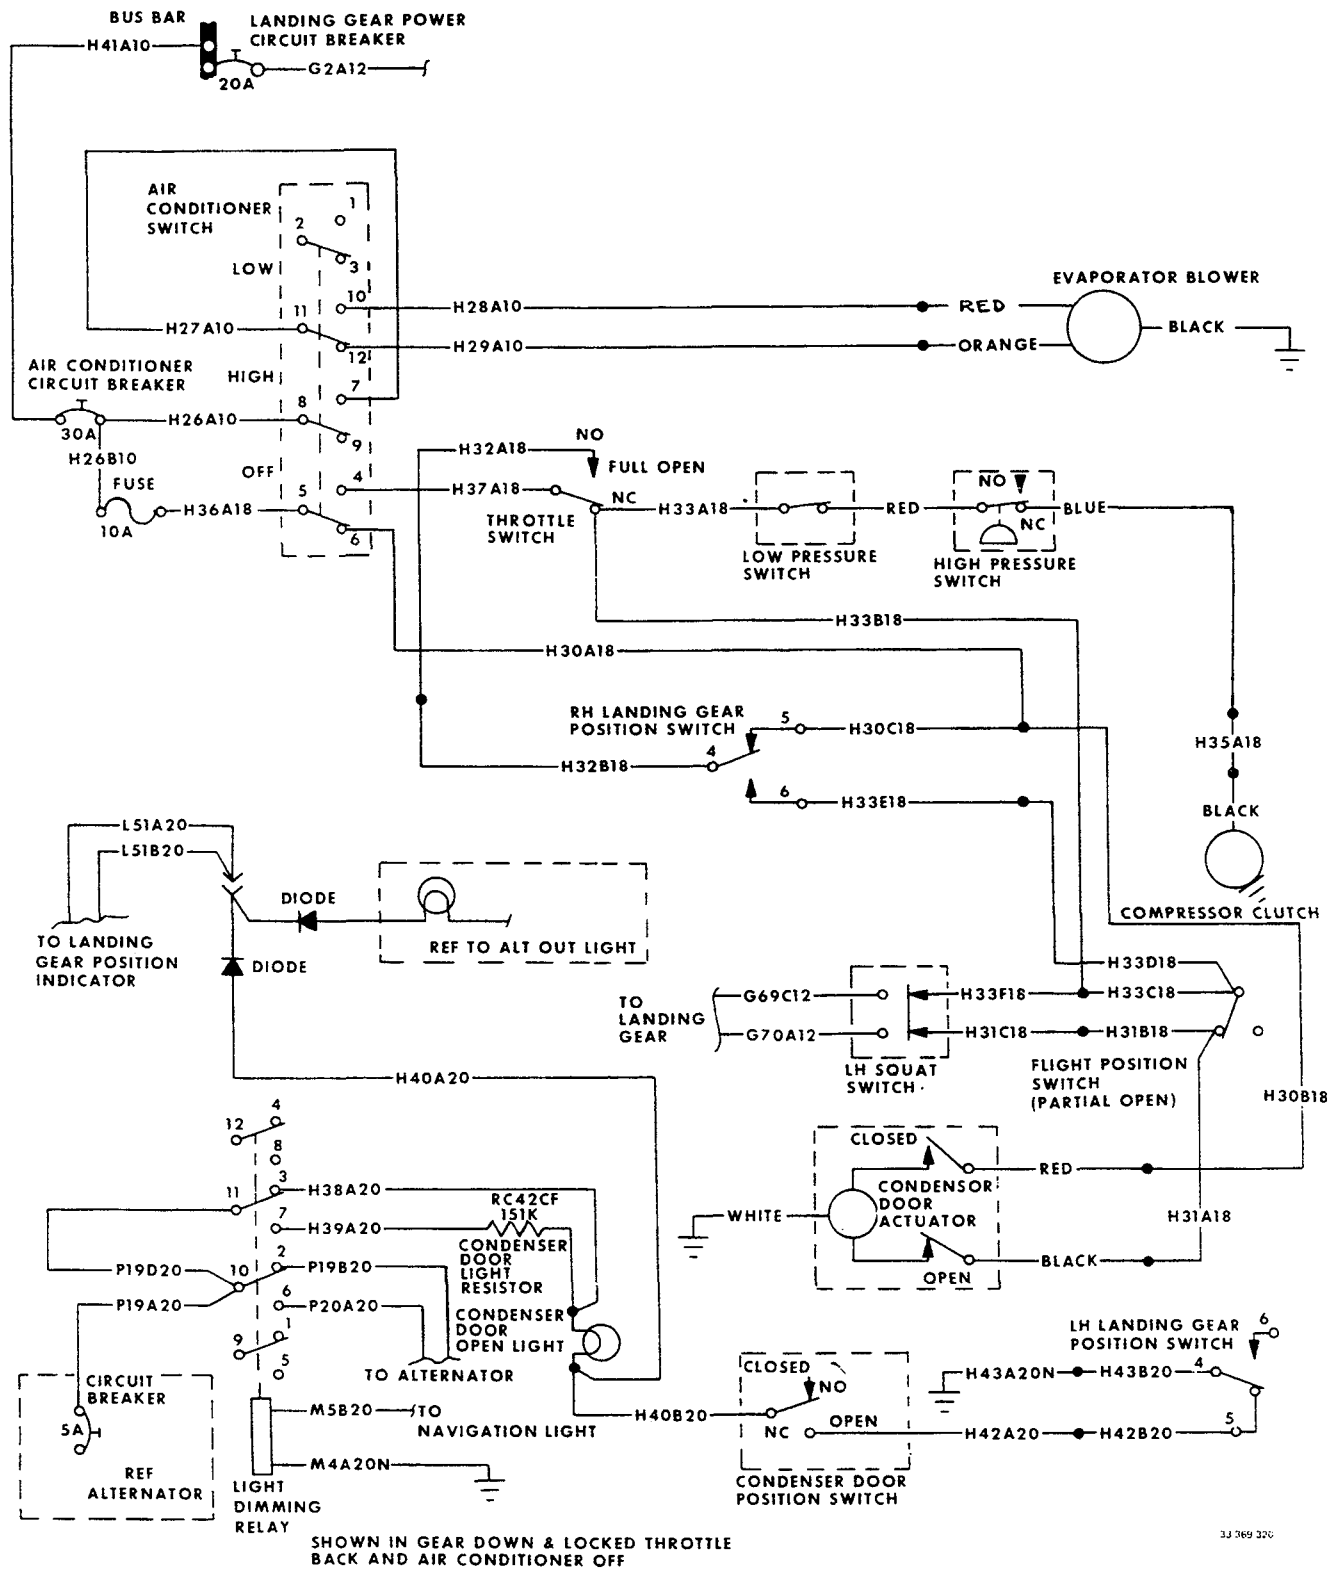 BUS BAR
LANDING GEAR POWER
CIRCUIT BREAKER
H41A10
G2A12
20A
AIR
CONDITIONER
SWITCH
1
2
3
LOW
10
11
12
H28A10
H27A10
H29A10
EVAPORATOR BLOWER
RED
ORANGE
BLACK
AIR CONDITIONER
CIRCUIT BREAKER
HIGH
7
8
9
30A
H26A10
H26B10
FUSE
10A
H36A18
OFF
4
5
6
H32A18
NO
FULL OPEN
H37A18
NC
THROTTLE
SWITCH
H33A18
LOW PRESSURE
SWITCH
RED
NO
NC
BLUE
HIGH PRESSURE
SWITCH
H33B18
H30A18
RH LANDING GEAR
POSITION SWITCH
5
H30C18
4
H32B18
6
H33E18
H35A18
BLACK
COMPRESSOR CLUTCH
L51A20
L51B20
DIODE
REF TO ALT OUT LIGHT
TO LANDING
GEAR POSITION
INDICATOR
DIODE
H33D18
TO
LANDING
GEAR
G69C12
H33F18
H33C18
G70A12
H31C18
H31B18
LH SQUAT
SWITCH
FLIGHT POSITION
SWITCH
(PARTIAL OPEN)
H40A20
H30B18
4
12
8
CLOSED
RED
CONDENSOR
DOOR
ACTUATOR
WHITE
H31A18
BLACK
OPEN
3
11
H38A20
RC42CF
151K
7
H39A20
CONDENSER
DOOR
LIGHT
RESISTOR
2
P19D20
10
P19B20
P19A20
6
P20A20
CONDENSER
DOOR
OPEN LIGHT
1
9
5
TO ALTERNATOR
LH LANDING GEAR
POSITION SWITCH
6
CLOSED
NO
H43A20N
H43B20
4
CIRCUIT
BREAKER
5A
M5B20
TO
NAVIGATION LIGHT
H40B20
NC
OPEN
H42A20
H42B20
5
M4A20N
REF
ALTERNATOR
LIGHT
DIMMING
RELAY
CONDENSER DOOR
POSITION SWITCH
SHOWN IN GEAR DOWN & LOCKED THROTTLE
BACK AND AIR CONDITIONER OFF